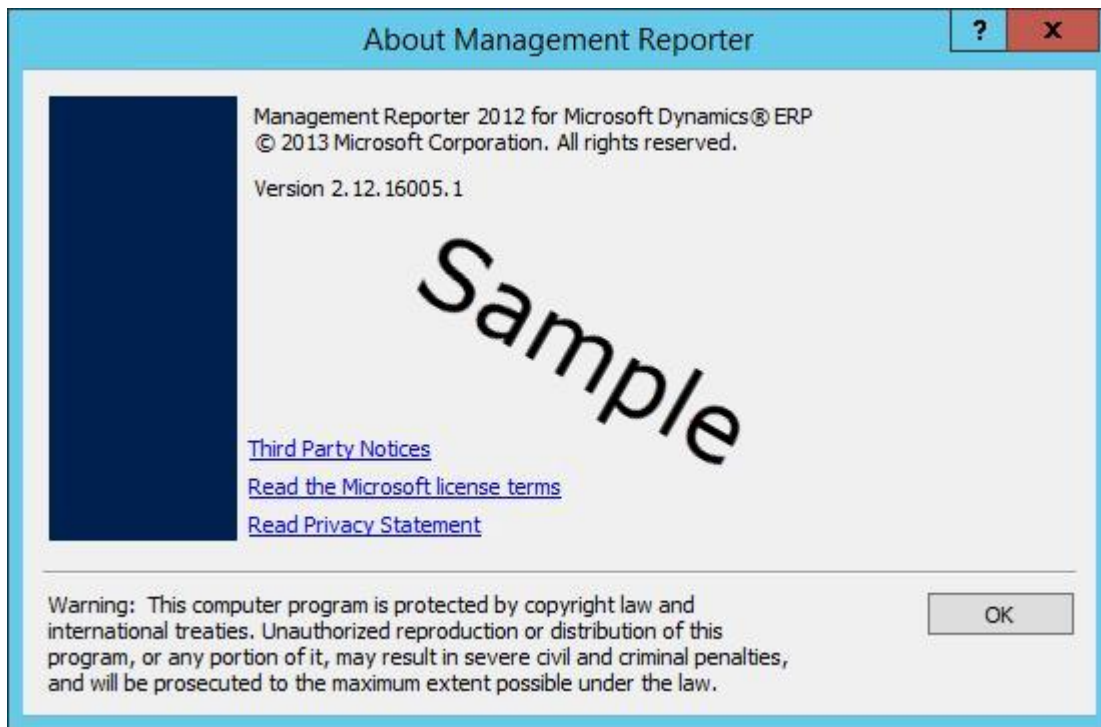 About Management Reporter
?
X
Management Reporter 2012 for Microsoft Dynamics® ERP
© 2013 Microsoft Corporation. All rights reserved.
Version 2.12.16005.1
Sample
Third Party Notices
Read the Microsoft license terms
Read Privacy Statement
Warning: This computer program is protected by copyright law and
international treaties. Unauthorized reproduction or distribution of this
program, or any portion of it, may result in severe civil and criminal penalties,
and will be prosecuted to the maximum extent possible under the law.
OK